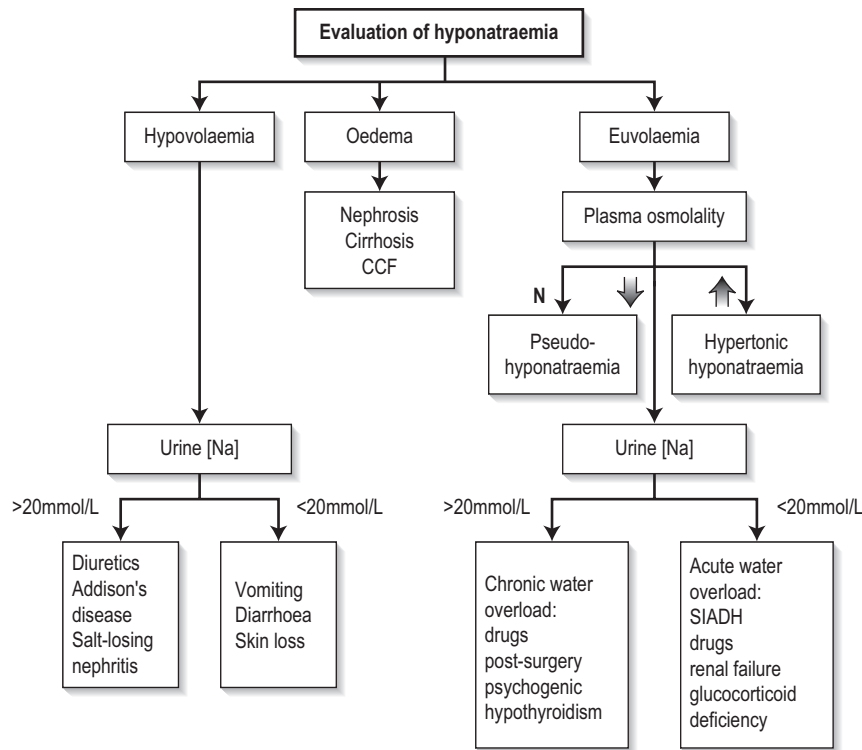 Evaluation of hyponatraemia
Hypovolaemia
Oedema
Euvolaemia
Nephrosis
Cirrhosis
CCF
Plasma osmolality
N
Pseudo-
hyponatraemia
Hypertonic
hyponatraemia
Urine [Na]
Urine [Na]
>20mmol/L
<20mmol/L
>20mmol/L
<20mmol/L
Diuretics
Addison's
disease
Salt-losing
nephritis
Vomiting
Diarrhoea
Skin loss
Chronic water
overload:
drugs
post-surgery
psychogenic
hypothyroidism
Acute water
overload:
SIADH
drugs
renal failure
glucocorticoid
deficiency